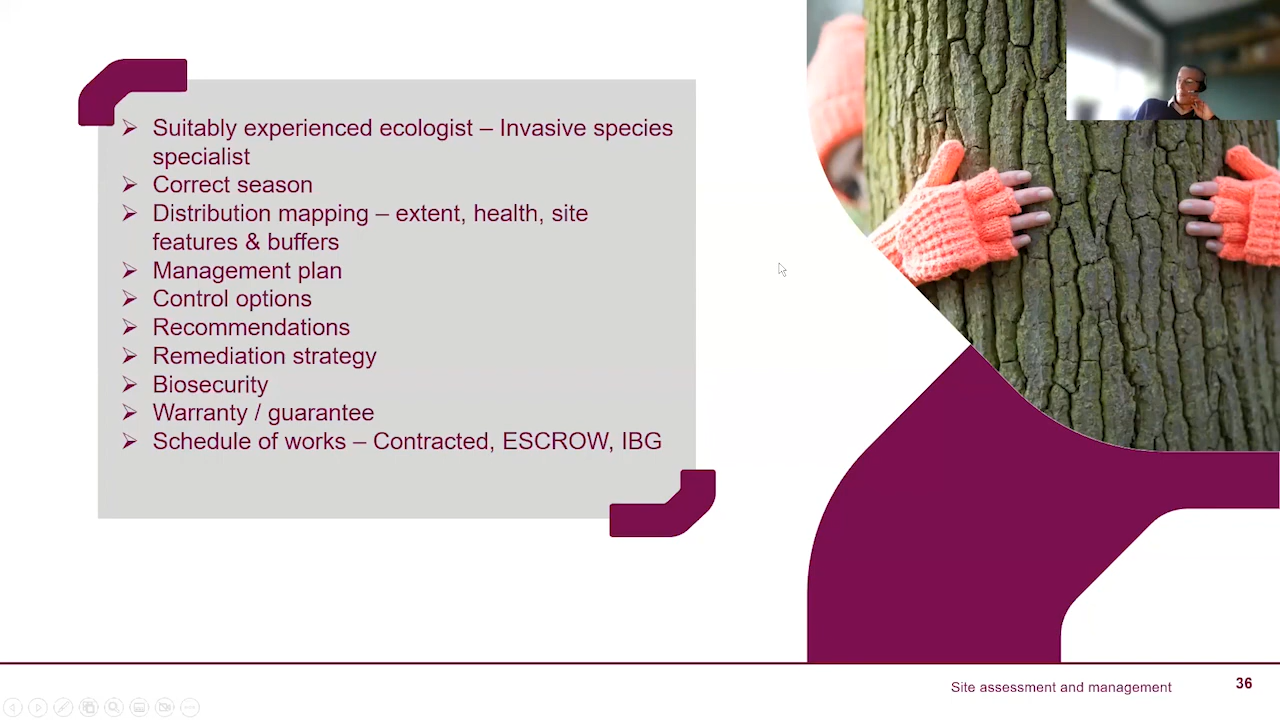 Suitably experienced ecologist – Invasive species
specialist
Correct season
Distribution mapping – extent, health, site
features & buffers
Management plan
Control options
Recommendations
Remediation strategy
Biosecurity
Warranty / guarantee
Schedule of works – Contracted, ESCROW, IBG
Site assessment and management
36